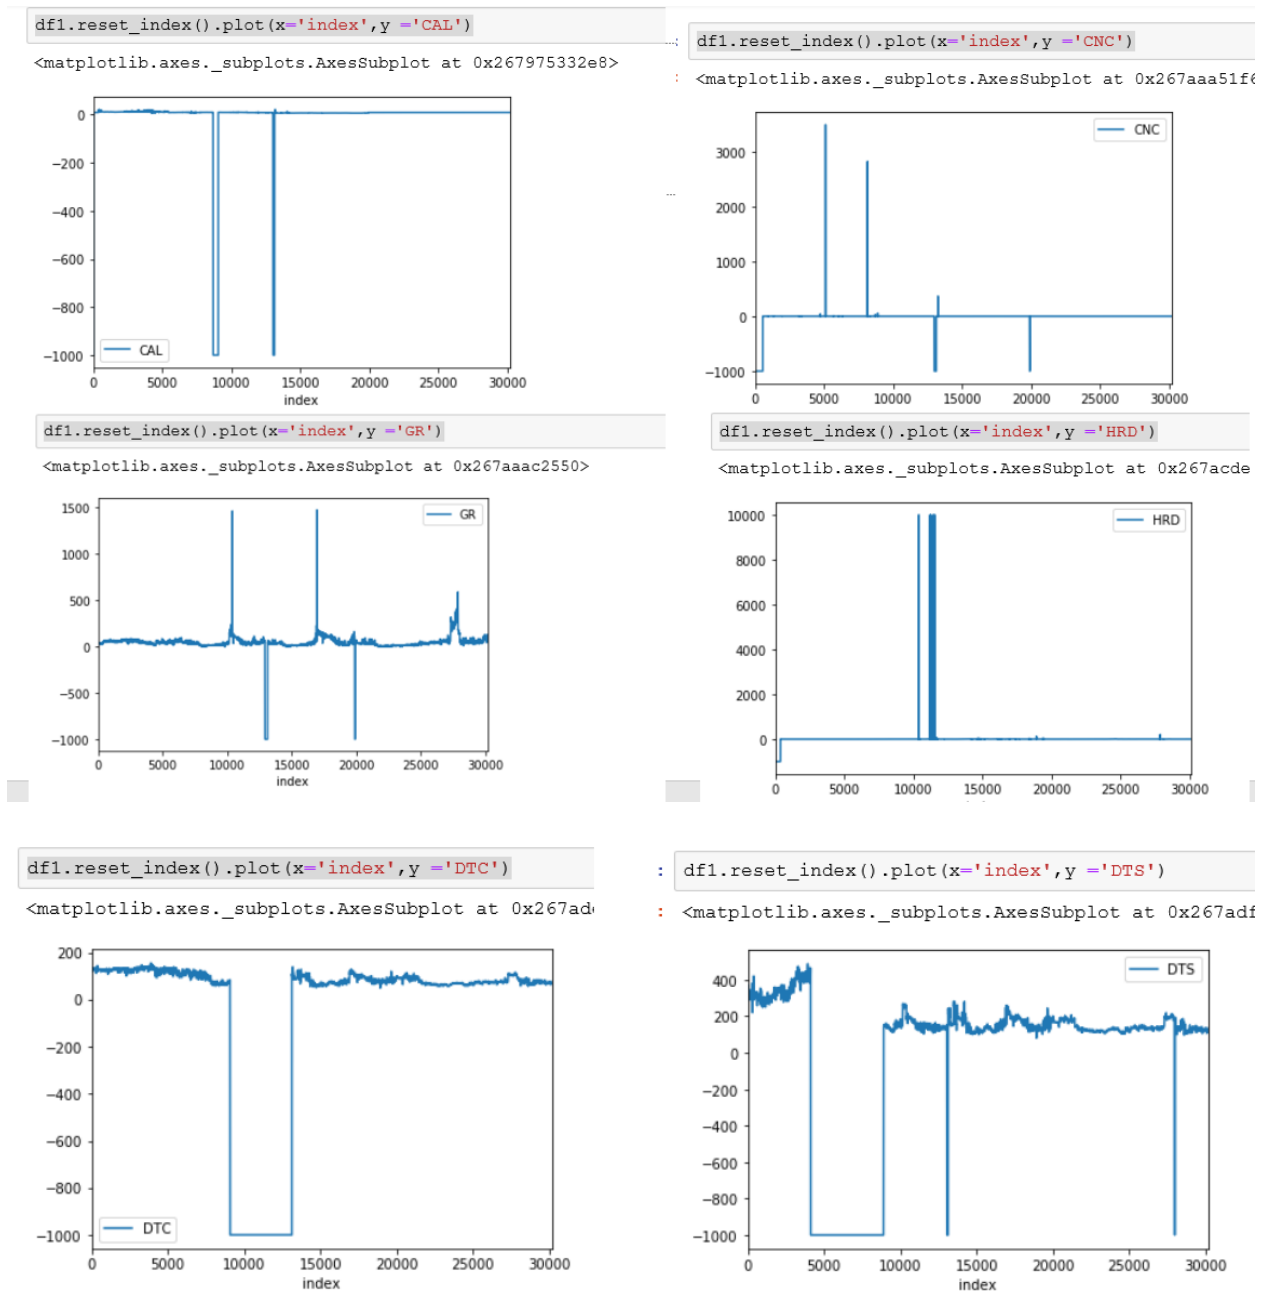 df1.reset_index().plot(x='index',y ='CAL')
<matplotlib.axes._subplots.AxesSubplot at 0x267975332e8>
0
−200
−400
−600
−800
−1000
CAL
0 5000 10000 15000 20000 25000 30000
index
df1.reset_index().plot(x='index',y ='CNC')
<matplotlib.axes._subplots.AxesSubplot at 0x267aaa51f6
CNC
3000
2000
1000
0
−1000
0 5000 10000 15000 20000 25000 30000
df1.reset_index().plot(x='index',y ='GR')
<matplotlib.axes._subplots.AxesSubplot at 0x267aaac2550>
GR
1500
1000
500
0
−500
−1000
0 5000 10000 15000 20000 25000 30000
index
df1.reset_index().plot(x='index',y ='HRD')
<matplotlib.axes._subplots.AxesSubplot at 0x267acde
HRD
10000
8000
6000
4000
2000
0
0 5000 10000 15000 20000 25000 30000
df1.reset_index().plot(x='index',y ='DTC')
<matplotlib.axes._subplots.AxesSubplot at 0x267ad
200
0
−200
−400
−600
−800
−1000
DTC
0 5000 10000 15000 20000 25000 30000
index
: df1.reset_index().plot(x='index',y ='DTS')
: <matplotlib.axes._subplots.AxesSubplot at 0x267adf
DTS
400
200
0
−200
−400
−600
−800
−1000
0 5000 10000 15000 20000 25000 30000
index